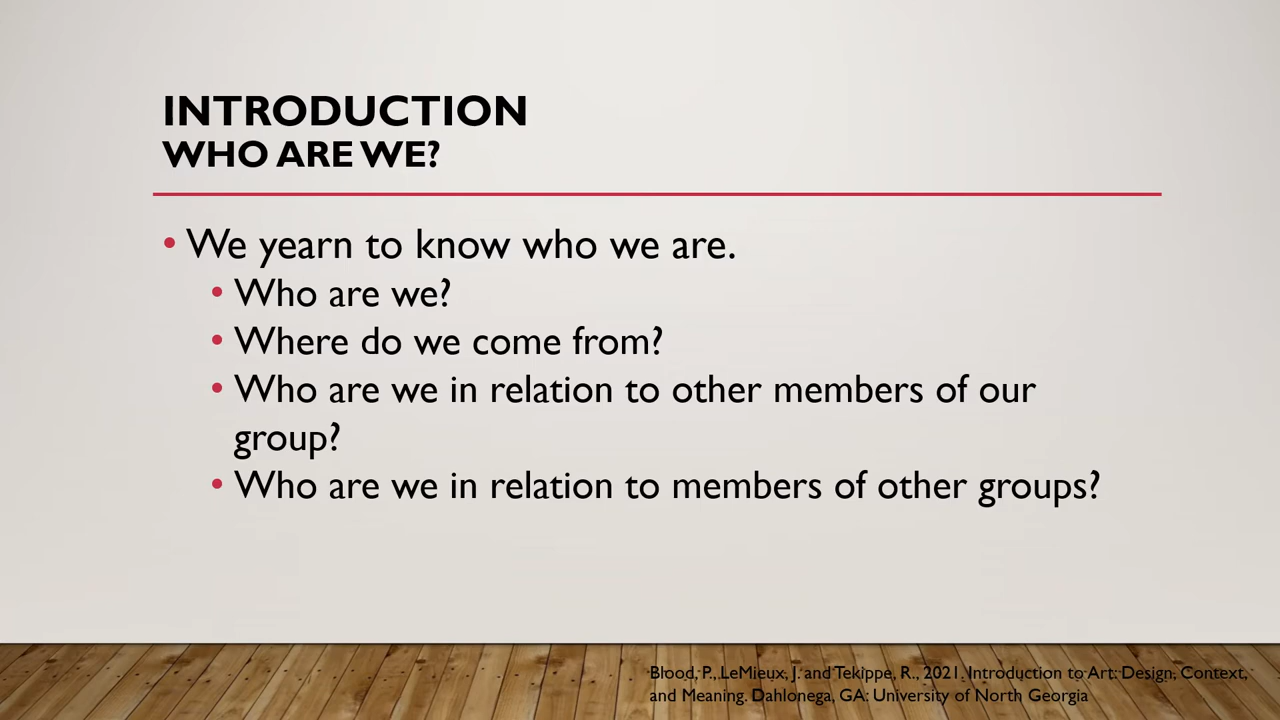 INTRODUCTION
WHO ARE WE?
• We yearn to know who we are.
• Who are we?
• Where do we come from?
• Who are we in relation to other members of our
group?
• Who are we in relation to members of other groups?
Blood, P., LeMieux, J. and Tekippe, R., 2021. Introduction to Art: Design, Context,
and Meaning. Dahlonega, GA: University of North Georgia